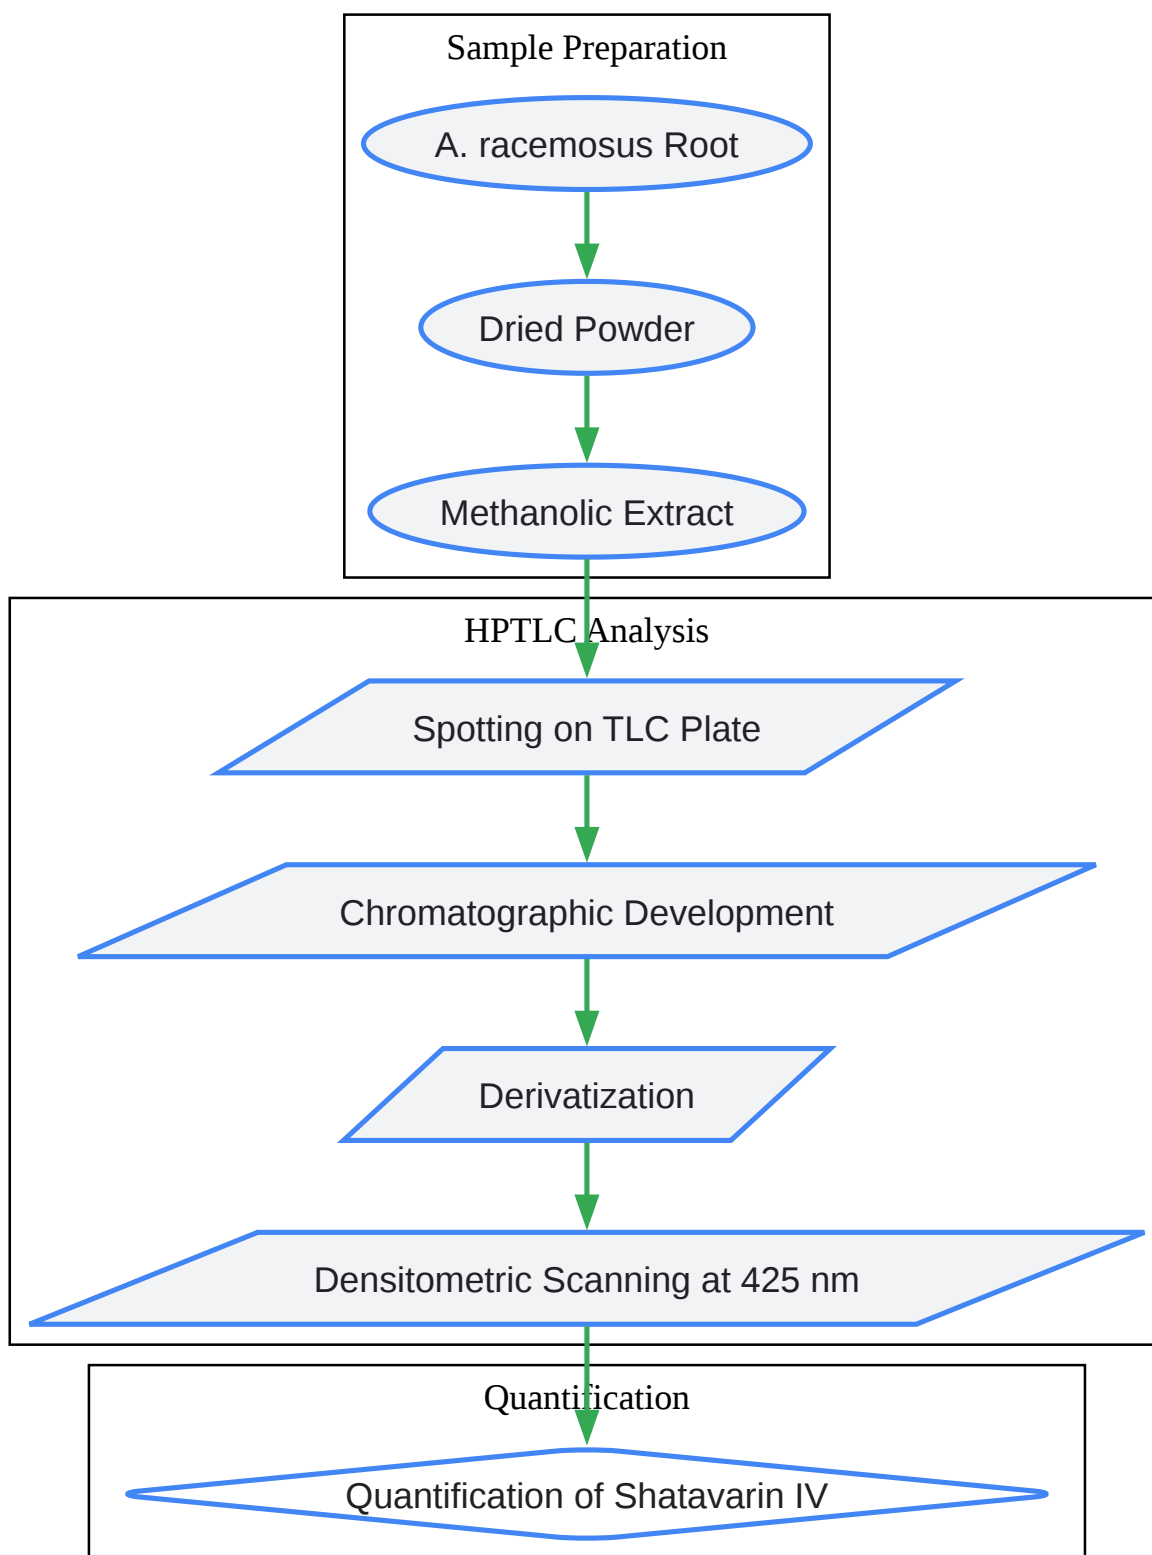 Sample Preparation
A. racemosus Root
Dried Powder
Methanolic Extract
HPTLC Analysis
Spotting on TLC Plate
Chromatographic Development
Derivatization
Densitometric Scanning at 425 nm
Quantification
Quantification of Shatavarin IV